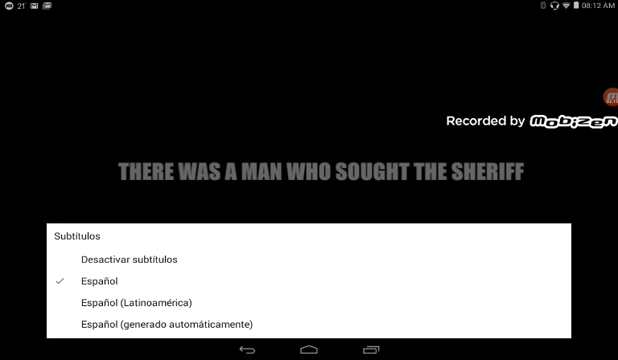 21
08:12 AM
Recorded by Mobizen
THERE WAS A MAN WHO SOUGHT THE SHERIFF
Subtítulos
Desactivar subtítulos
Español
Español (Latinoamérica)
Español (generado automáticamente)